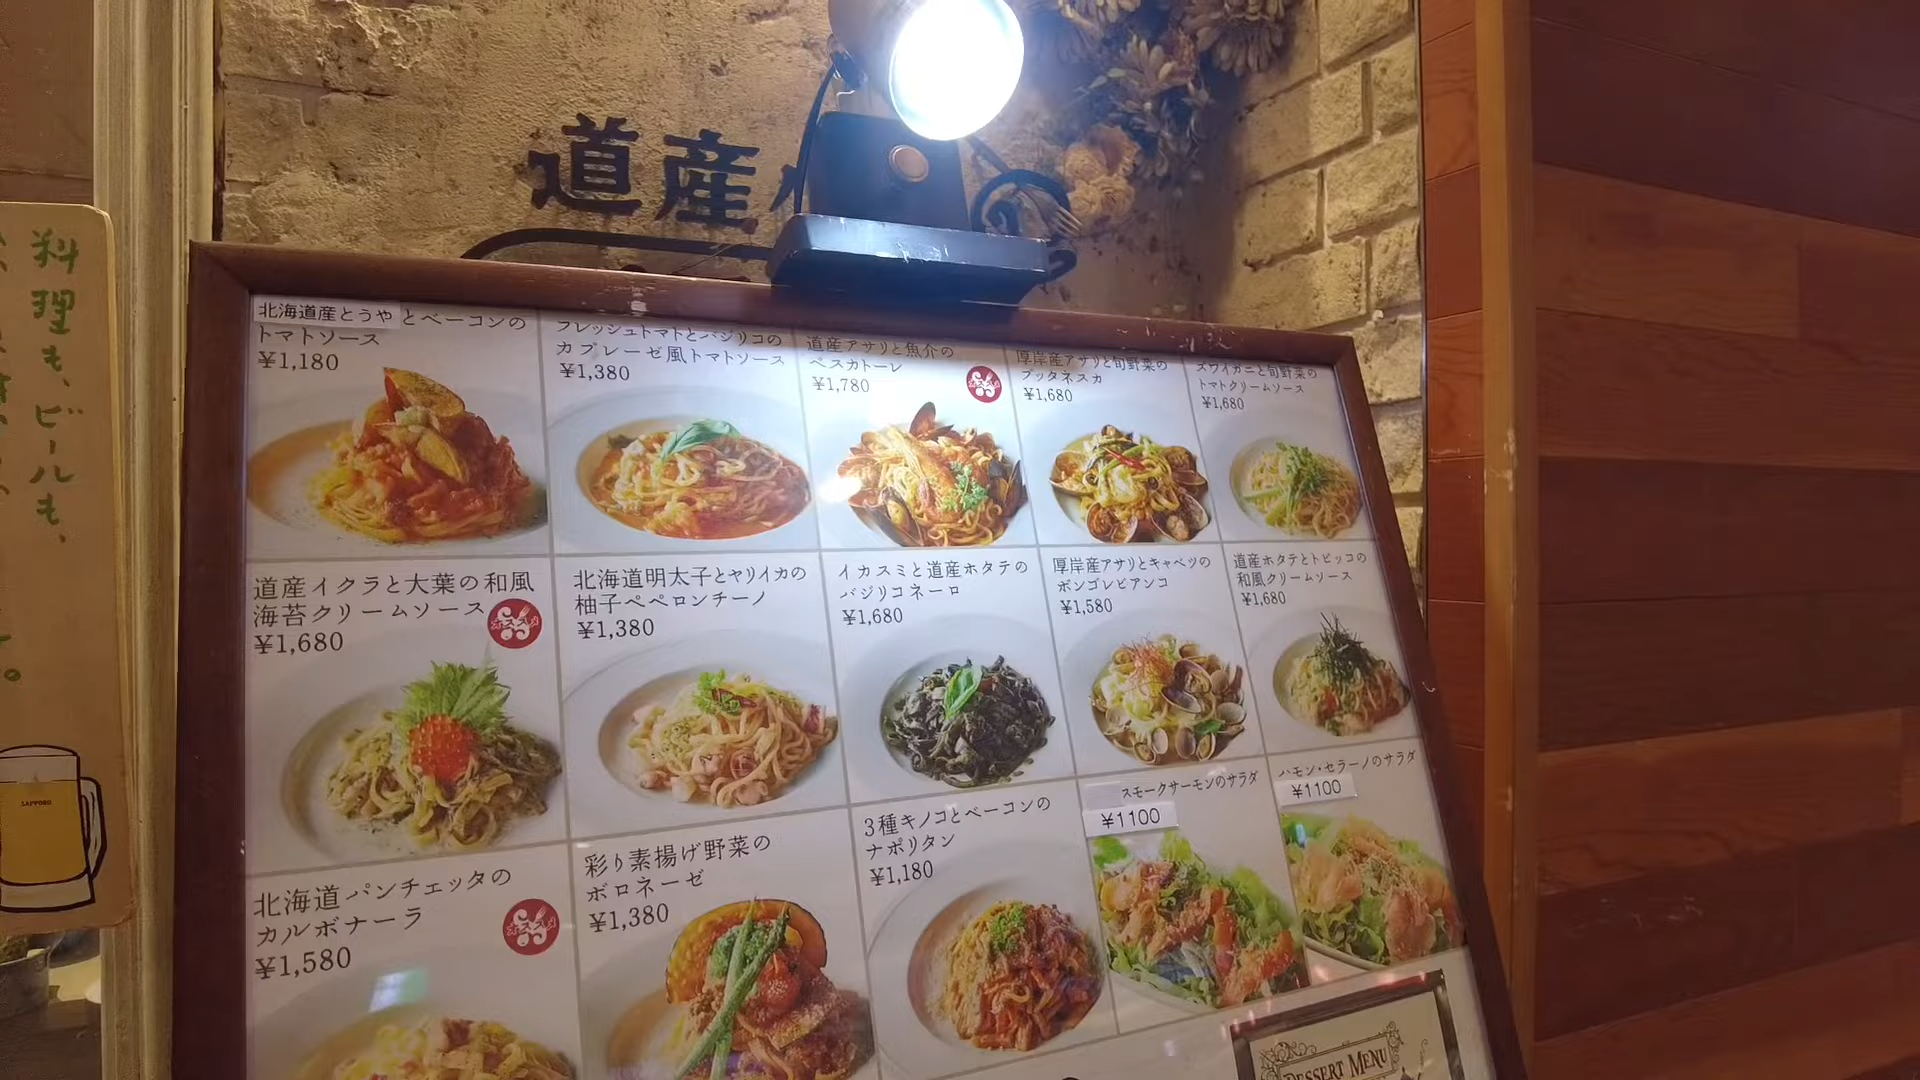 道産
料理も、ビールも、
北海道産とうやとベーコンの
トマトソース
¥1,180
フレッシュトマトとバジリコの
カプレーゼ風トマトソース
¥1,380
道産アサリと魚介の
ペスカトーレ
¥1,780
オススメ
厚岸産アサリと旬野菜の
プッタネスカ
¥1,680
ズワイガニと旬野菜の
トマトクリームソース
¥1,680
道産イクラと大葉の和風
海苔クリームソース
¥1,680
オススメ
北海道明太子とヤリイカの
柚子ペペロンチーノ
¥1,380
イカスミと道産ホタテの
バジリコネーロ
¥1,680
厚岸産アサリとキャベツの
ボンゴレビアンコ
¥1,580
道産ホタテとトビッコの
和風クリームソース
¥1,680
北海道パンチェッタの
カルボナーラ
¥1,580
オススメ
彩り素揚げ野菜の
ボロネーゼ
¥1,380
3種キノコとベーコンの
ナポリタン
¥1,180
スモークサーモンのサラダ
¥1100
ハモン・セラーノのサラダ
¥1100
DESSERT MENU
SAPPORO